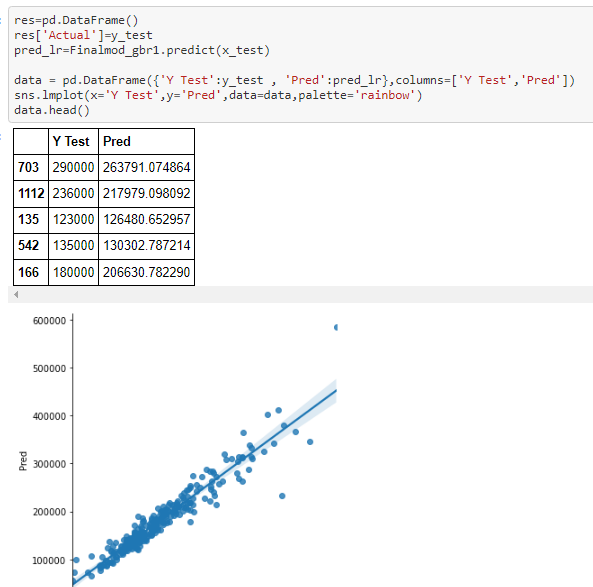 res=pd.DataFrame()
res['Actual']=y_test
pred_lr=Finalmod_gbr1.predict(x_test)
data = pd.DataFrame({'Y Test':y_test , 'Pred':pred_lr},columns=['Y Test','Pred'])
sns.lmplot(x='Y Test',y='Pred',data=data,palette='rainbow')
data.head()
Y Test Pred
703 290000 263791.074864
1112 236000 217979.098092
135 123000 126480.652957
542 135000 130302.787214
166 180000 206630.782290
600000
500000
400000
300000
Pred
200000
100000